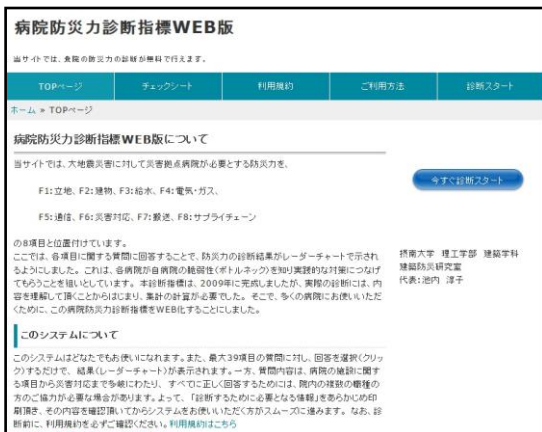 病院防災力診断指標WEB版
当サイトでは、貴院の防災力の診断が無料で行えます。
TOPページ
チェックシート
利用規約
ご利用方法
診断スタート
ホーム » TOPページ
病院防災力診断指標WEB版について
当サイトでは、大地震災害に対して災害拠点病院が必要とする防災力を、
F1:立地、F2:建物、F3:給水、F4:電気・ガス、
F5:通信、F6:災害対応、F7:搬送、F8:サプライチェーン
の8項目と位置付けています。
ここでは、各項目に関する質問に回答することで、防災力の診断結果がレーダーチャートで示され
るようにしました。これは、各病院が自病院の脆弱性(ボトルネック)を知り実践的な対策につなげ
てもらうことを狙いとしています。本診断指標は、2009年に完成しましたが、実際の診断には、内
容を理解して頂くことからはじまり、集計の計算が必要でした。そこで、多くの病院にお使いいただ
くために、この病院防災力診断指標をWEB化することにしました。
今すぐ診断スタート
摂南大学 理工学部 建築学科
建築防災研究室
代表:池内 淳子
このシステムについて
このシステムはどなたでもお使いになれます。また、最大39項目の質問に対し、回答を選択(クリッ
ク)するだけで、結果(レーダーチャート)が表示されます。一方、質問内容は、病院の施設に関す
る項目から災害対応まで多岐にわたり、すべてに正しく回答するためには、院内の複数の職種の
方のご協力が必要な場合があります。よって、「診断するために必要となる情報」をあらかじめ印
刷頂き、その内容を確認頂いてからシステムをお使いいただく方がスムーズに進みます。なお、診
断前に、利用規約を必ずご確認ください。利用規約はこちら